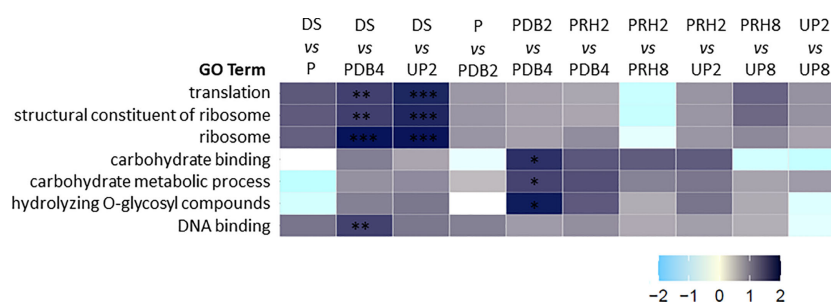 DS DS DS P PDB2 PRH2 PRH2 PRH2 PRH8 UP2
vs vs vs vs vs vs vs vs vs vs
GO Term P PDB4 UP2 PDB2 PDB4 PDB4 PRH8 UP2 UP8 UP8
translation ** ***
structural constituent of ribosome ** ***
ribosome *** ***
carbohydrate binding *
carbohydrate metabolic process *
hydrolyzing O-glycosyl compounds *
DNA binding **
−2 −1 0 1 2